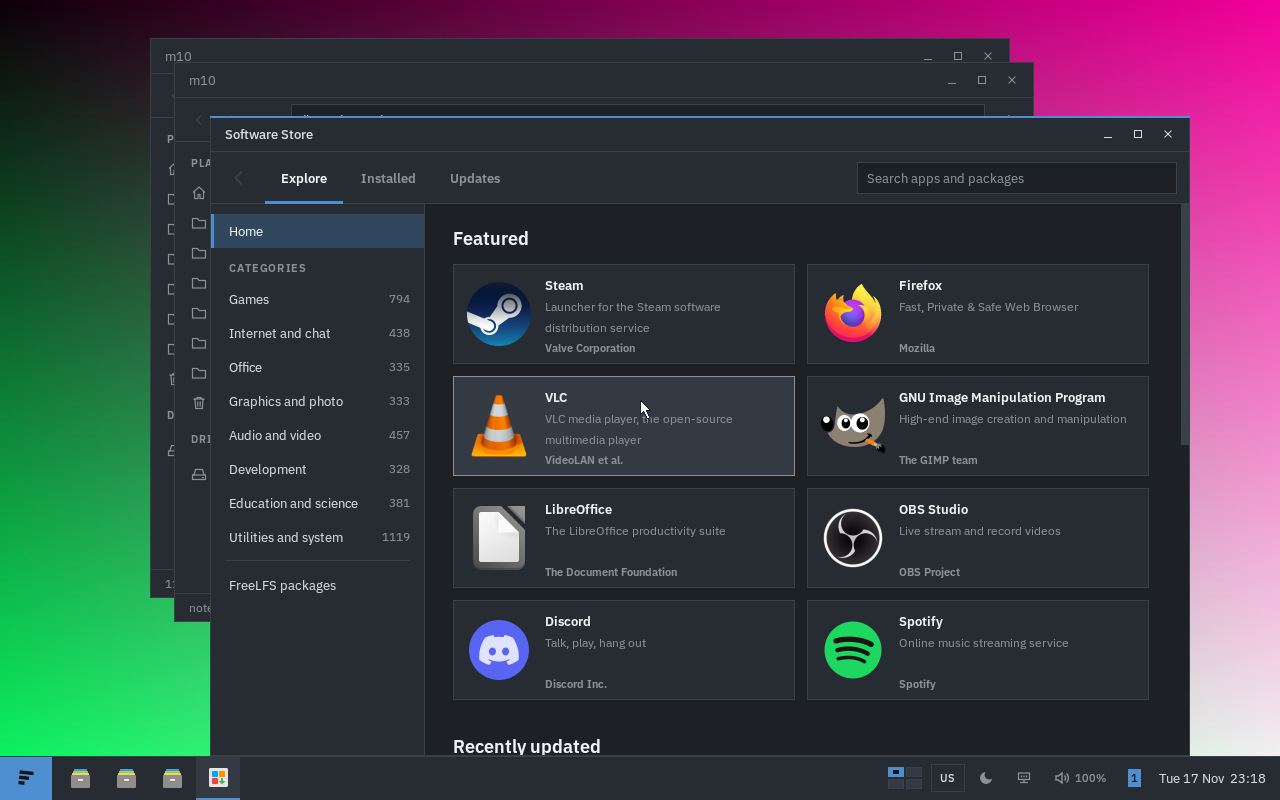 m10
m10
Software Store
Explore
Installed
Updates
Search apps and packages
Home
CATEGORIES
Games 794
Internet and chat 438
Office 335
Graphics and photo 333
Audio and video 457
Development 328
Education and science 381
Utilities and system 1119
FreeLFS packages
Featured
Steam
Launcher for the Steam software
distribution service
Valve Corporation
Firefox
Fast, Private & Safe Web Browser
Mozilla
VLC
VLC media player, the open-source
multimedia player
VideoLAN et al.
GNU Image Manipulation Program
High-end image creation and manipulation
The GIMP team
LibreOffice
The LibreOffice productivity suite
The Document Foundation
OBS Studio
Live stream and record videos
OBS Project
Discord
Talk, play, hang out
Discord Inc.
Spotify
Online music streaming service
Spotify
Recently updated
US
100%
1
Tue 17 Nov 23:18